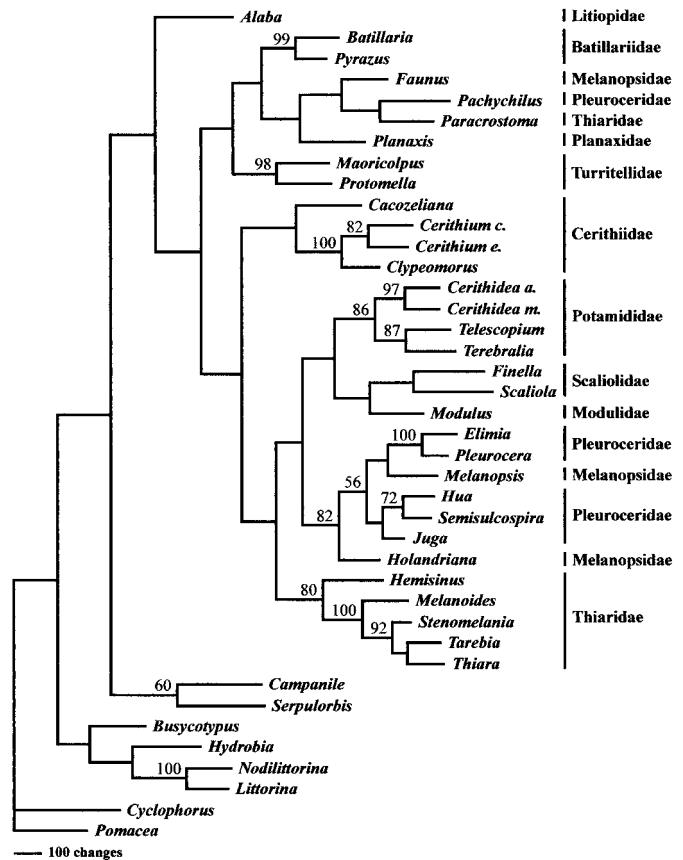 Alaba
Litiopidae
99
Batillaria
Pyrazus
Batillariidae
Faunus
Melanopsidae
Pachychilus
Pleuroceridae
Paracrostoma
Thiaridae
Planaxis
Planaxidae
98
Maoricolpus
Protomella
Turritellidae
Cacozeliana
82
Cerithium c.
100
Cerithium e.
Clypeomorus
Cerithiidae
97
Cerithidea a.
86
Cerithidea m.
87
Telescopium
Terebralia
Potamididae
Finella
Scaliola
Scaliolidae
Modulus
Modulidae
100
Elimia
Pleurocera
Pleuroceridae
56
Melanopsis
Melanopsidae
72
Hua
82
Semisulcospira
Juga
Pleuroceridae
Holandriana
Melanopsidae
80
Hemisinus
100
Melanoides
92
Stenomelania
Tarebia
Thiara
Thiaridae
60
Campanile
Serpulorbis
Busycotypus
Hydrobia
100
Nodilittorina
Littorina
Cyclophorus
Pomacea
100 changes